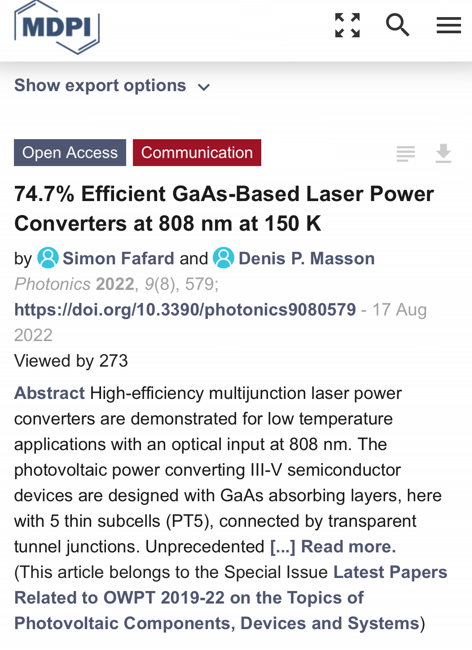 MDPI
Show export options
Open Access Communication
74.7% Efficient GaAs-Based Laser Power
Converters at 808 nm at 150 K
by Simon Fafard and Denis P. Masson
Photonics 2022, 9(8), 579;
https://doi.org/10.3390/photonics9080579 - 17 Aug
2022
Viewed by 273
Abstract High-efficiency multijunction laser power
converters are demonstrated for low temperature
applications with an optical input at 808 nm. The
photovoltaic power converting III-V semiconductor
devices are designed with GaAs absorbing layers, here
with 5 thin subcells (PT5), connected by transparent
tunnel junctions. Unprecedented [...] Read more.
(This article belongs to the Special Issue Latest Papers
Related to OWPT 2019-22 on the Topics of
Photovoltaic Components, Devices and Systems)